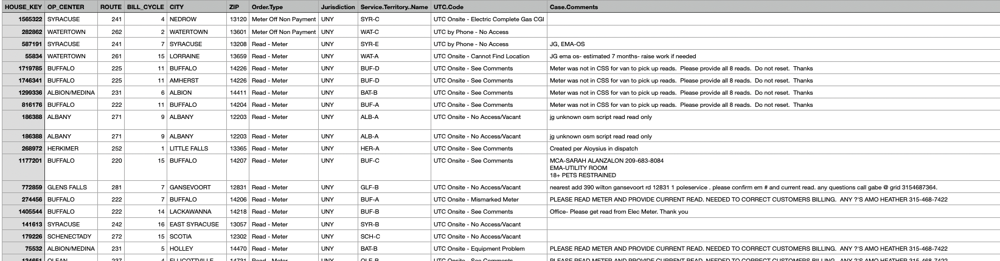 HOUSE_KEY OP_CENTER ROUTE BILL_CYCLE CITY ZIP Order.Type Jurisdiction Service.Territory..Name UTC.Code Case.Comments
1565322 SYRACUSE 241 4 NEDROW 13120 Meter Off Non Payment UNY SYR-C UTC Onsite - Electric Complete Gas CGI
282862 WATERTOWN 262 2 WATERTOWN 13601 Meter Off Non Payment UNY WAT-C UTC by Phone - No Access
587191 SYRACUSE 241 7 SYRACUSE 13208 Read - Meter UNY SYR-E UTC by Phone - No Access JG, EMA-OS
55834 WATERTOWN 261 15 LORRAINE 13659 Read - Meter UNY WAT-A UTC Onsite - Cannot Find Location JG ema os- estimated 7 months- raise work if needed
1719785 BUFFALO 225 11 BUFFALO 14226 Read - Meter UNY BUF-D UTC Onsite - See Comments Meter was not in CSS for van to pick up reads. Please provide all 8 reads. Do not reset. Thanks
1746341 BUFFALO 225 11 AMHERST 14226 Read - Meter UNY BUF-D UTC Onsite - See Comments Meter was not in CSS for van to pick up reads. Please provide all 8 reads. Do not reset. Thanks
1299336 ALBION/MEDINA 231 6 ALBION 14411 Read - Meter UNY BAT-B UTC Onsite - See Comments Meter was not in CSS for van to pick up reads. Please provide all 8 reads. Do not reset. Thanks
816176 BUFFALO 222 11 BUFFALO 14204 Read - Meter UNY BUF-A UTC Onsite - See Comments Meter was not in CSS for van to pick up reads. Please provide all 8 reads. Do not reset. Thanks
186388 ALBANY 271 9 ALBANY 12203 Read - Meter UNY ALB-A UTC Onsite - No Access/Vacant jg unknown osm script read read only
186388 ALBANY 271 9 ALBANY 12203 Read - Meter UNY ALB-A UTC Onsite - No Access/Vacant jg unknown osm script read read only
268972 HERKIMER 252 1 LITTLE FALLS 13365 Read - Meter UNY HER-A UTC Onsite - See Comments Created per Aloysius in dispatch
1177201 BUFFALO 220 15 BUFFALO 14207 Read - Meter UNY BUF-C UTC Onsite - See Comments MCA-SARAH ALANZALON 209-683-8084
EMA-UTILITY ROOM
18+ PETS RESTRAINED
772859 GLENS FALLS 281 7 GANSEVOORT 12831 Read - Meter UNY GLF-B UTC Onsite - No Access/Vacant nearest add 390 wilton gansevoort rd 12831 1 poleservice . please confirm em # and current read. any questions call gabe @ grid 3154687364.
274456 BUFFALO 222 7 BUFFALO 14206 Read - Meter UNY BUF-A UTC Onsite - Mismarked Meter PLEASE READ METER AND PROVIDE CURRENT READ. NEEDED TO CORRECT CUSTOMERS BILLING. ANY ?'S AMO HEATHER 315-468-7422
1405544 BUFFALO 222 14 LACKAWANNA 14218 Read - Meter UNY BUF-B UTC Onsite - See Comments Office- Please get read from Elec Meter. Thank you
141613 SYRACUSE 242 16 EAST SYRACUSE 13057 Read - Meter UNY SYR-B UTC Onsite - No Access/Vacant
179226 SCHENECTADY 272 15 SCOTIA 12302 Read - Meter UNY SCH-C UTC Onsite - No Access/Vacant
75532 ALBION/MEDINA 231 5 HOLLEY 14470 Read - Meter UNY BAT-B UTC Onsite - Equipment Problem PLEASE READ METER AND PROVIDE CURRENT READ. NEEDED TO CORRECT CUSTOMERS BILLING. ANY ?'S AMO HEATHER 315-468-7422
134651 OLEAN 237 4 ELLICOTTVILLE 14731 Read - Meter UNY OLE-B UTC Onsite - See Comments PLEASE READ METER AND PROVIDE CURRENT READ. NEEDED TO CORRECT CUSTOMERS BILLING. ANY ?'S AMO HEATHER 315-468-7422